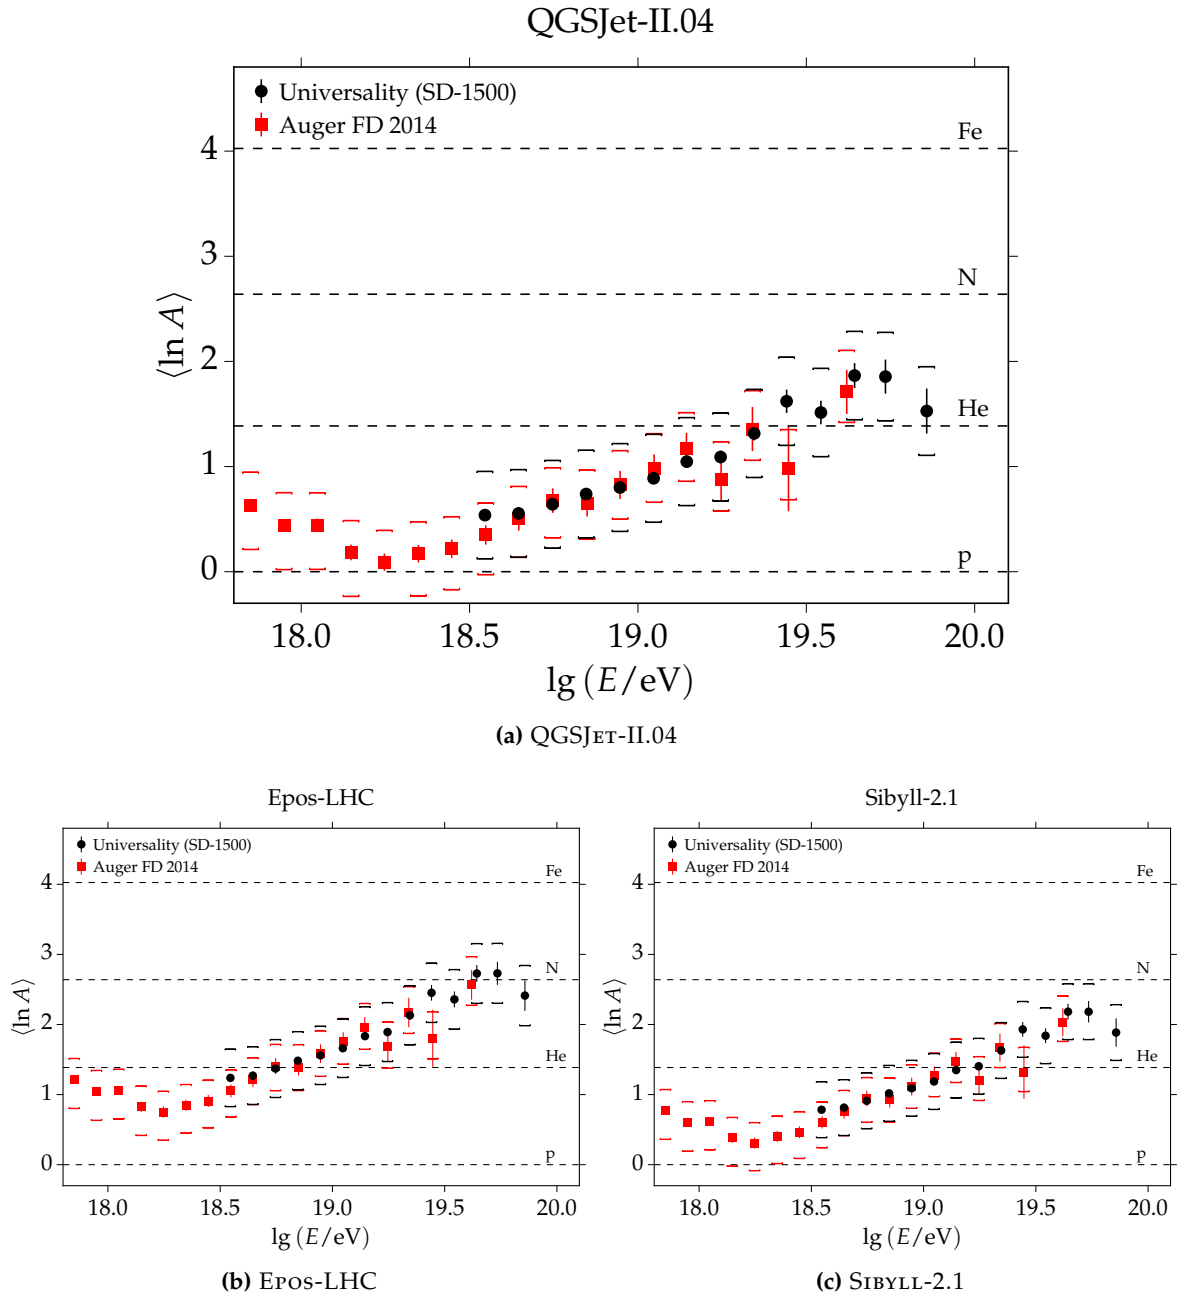 QGSJet-II.04
Universality (SD-1500)
Auger FD 2014
Fe
N
He
p
4
3
2
1
0
⟨ln A⟩
18.0 18.5 19.0 19.5 20.0
lg (E/eV)
(a) QGSJET-II.04
Epos-LHC
Universality (SD-1500)
Auger FD 2014
Fe
N
He
p
4
3
2
1
0
⟨ln A⟩
18.0 18.5 19.0 19.5 20.0
lg (E/eV)
(b) EPOS-LHC
Sibyll-2.1
Universality (SD-1500)
Auger FD 2014
Fe
N
He
p
4
3
2
1
0
⟨ln A⟩
18.0 18.5 19.0 19.5 20.0
lg (E/eV)
(c) SIBYLL-2.1